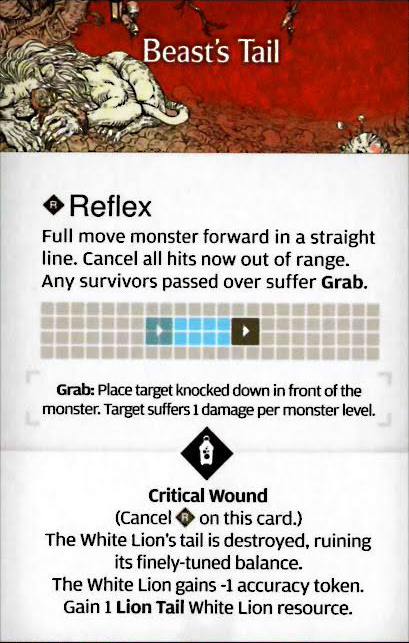 Beast's Tail
R Reflex
Full move monster forward in a straight
line. Cancel all hits now out of range.
Any survivors passed over suffer Grab.
Grab: Place target knocked down in front of the
monster. Target suffers 1 damage per monster level.
Critical Wound
(Cancel R on this card.)
The White Lion's tail is destroyed, ruining
its finely-tuned balance.
The White Lion gains -1 accuracy token.
Gain 1 Lion Tail White Lion resource.